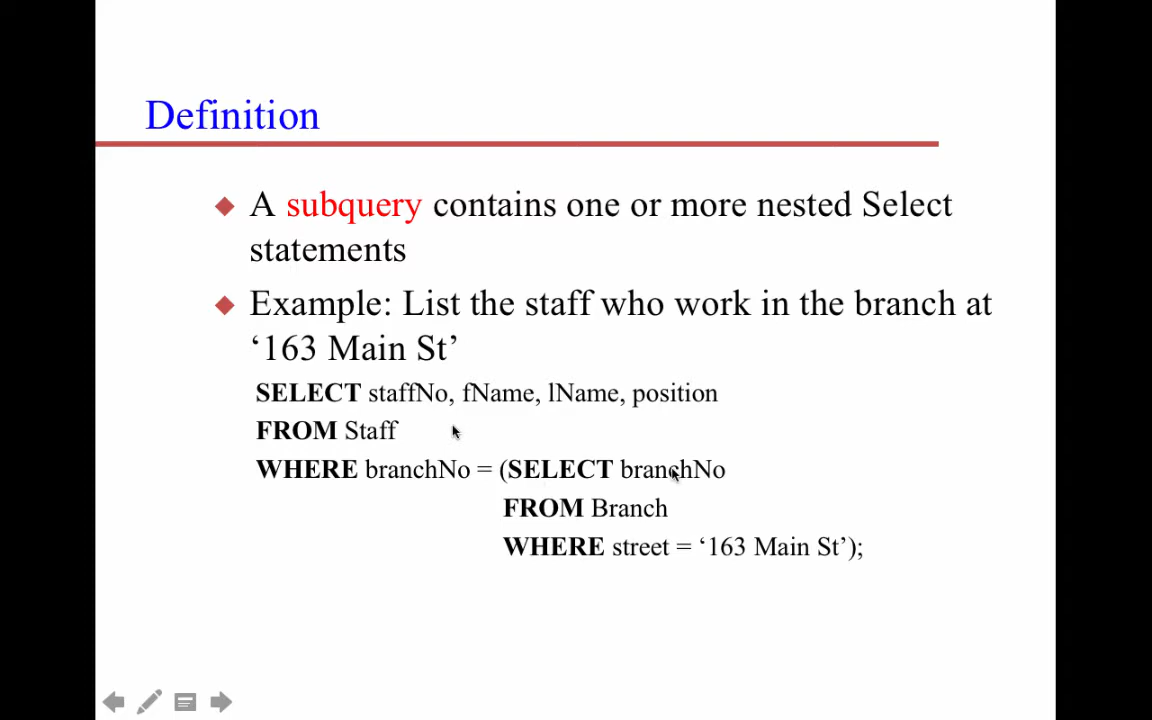 Definition
A subquery contains one or more nested Select
statements
Example: List the staff who work in the branch at
‘163 Main St’
SELECT staffNo, fName, lName, position
FROM Staff
WHERE branchNo = (SELECT branchNo
FROM Branch
WHERE street = ‘163 Main St’);